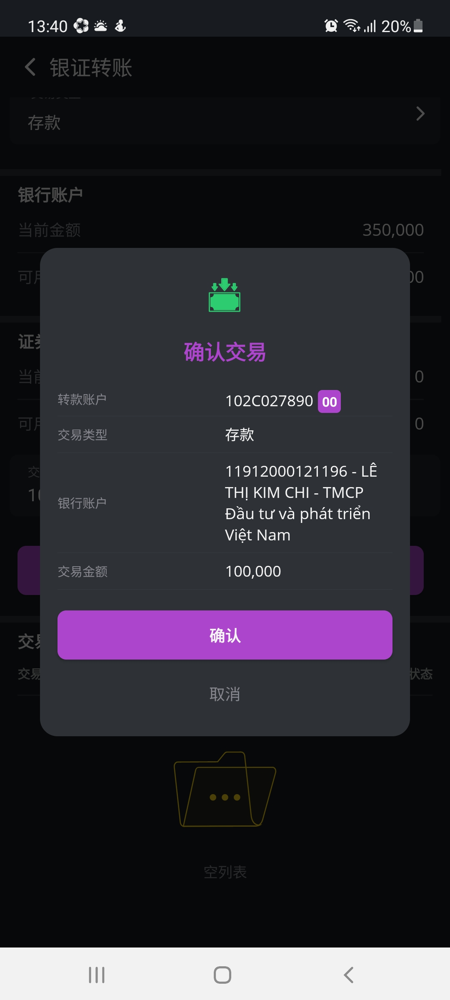 13:40
20%
银证转账
存款
银行账户
当前金额
350,000
确认交易
转款账户
102C027890 00
交易类型
存款
银行账户
11912000121196 - LÊ
THỊ KIM CHI - TMCP
Đầu tư và phát triển
Việt Nam
交易金额
100,000
确认
取消
0
0
状态
空列表